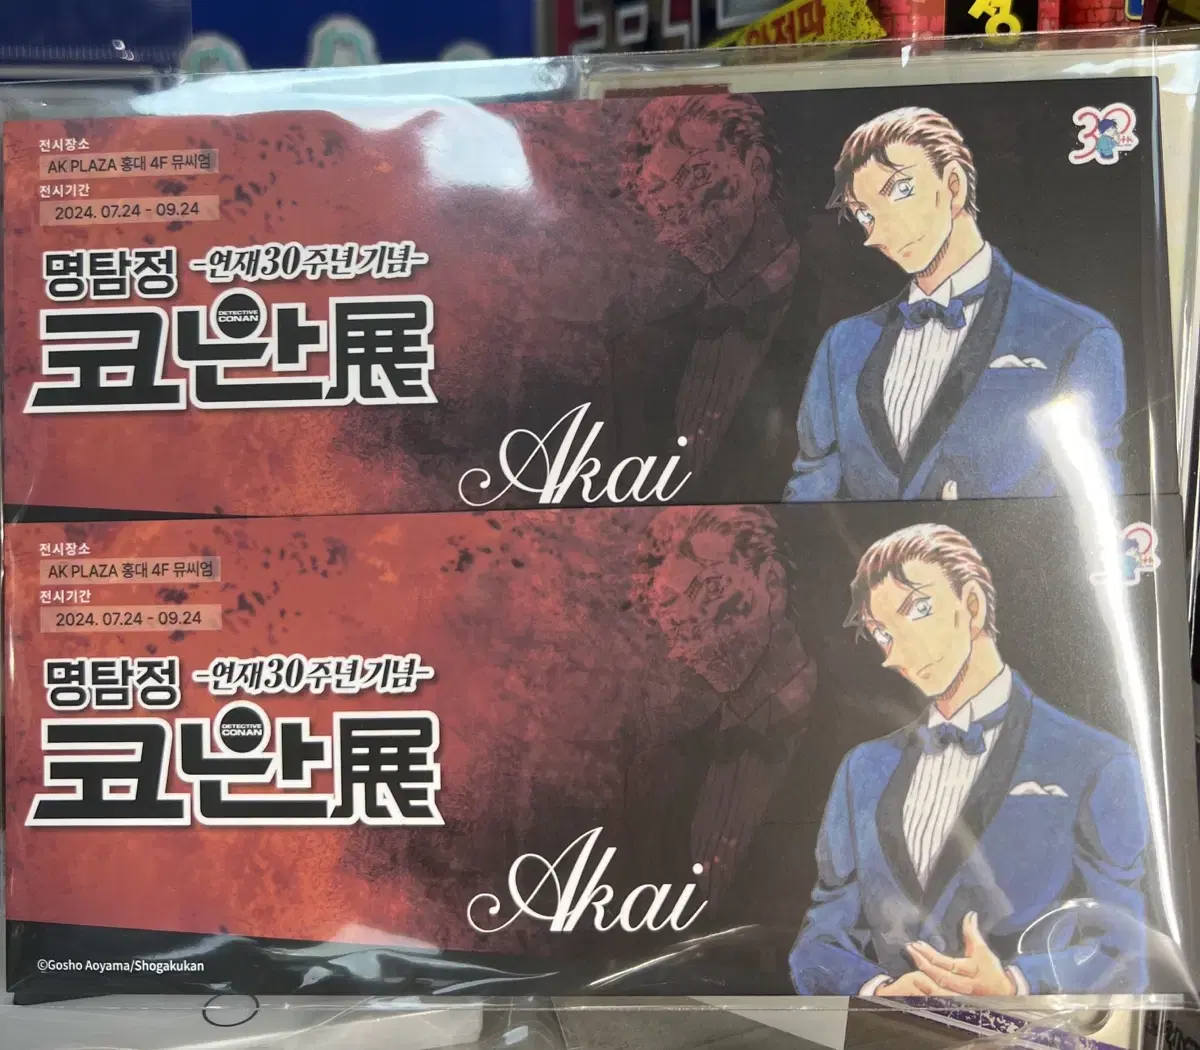 전시장소
AK PLAZA 홍대 4F 뮤씨엄
전시기간
2024. 07.24 - 09.24
명탐정 -연재30주년기념-
DETECTIVE
CONAN
코난展
Akai
30
th
전시장소
AK PLAZA 홍대 4F 뮤씨엄
전시기간
2024. 07.24 - 09.24
명탐정 -연재30주년기념-
DETECTIVE
CONAN
코난展
Akai
©Gosho Aoyama/Shogakukan